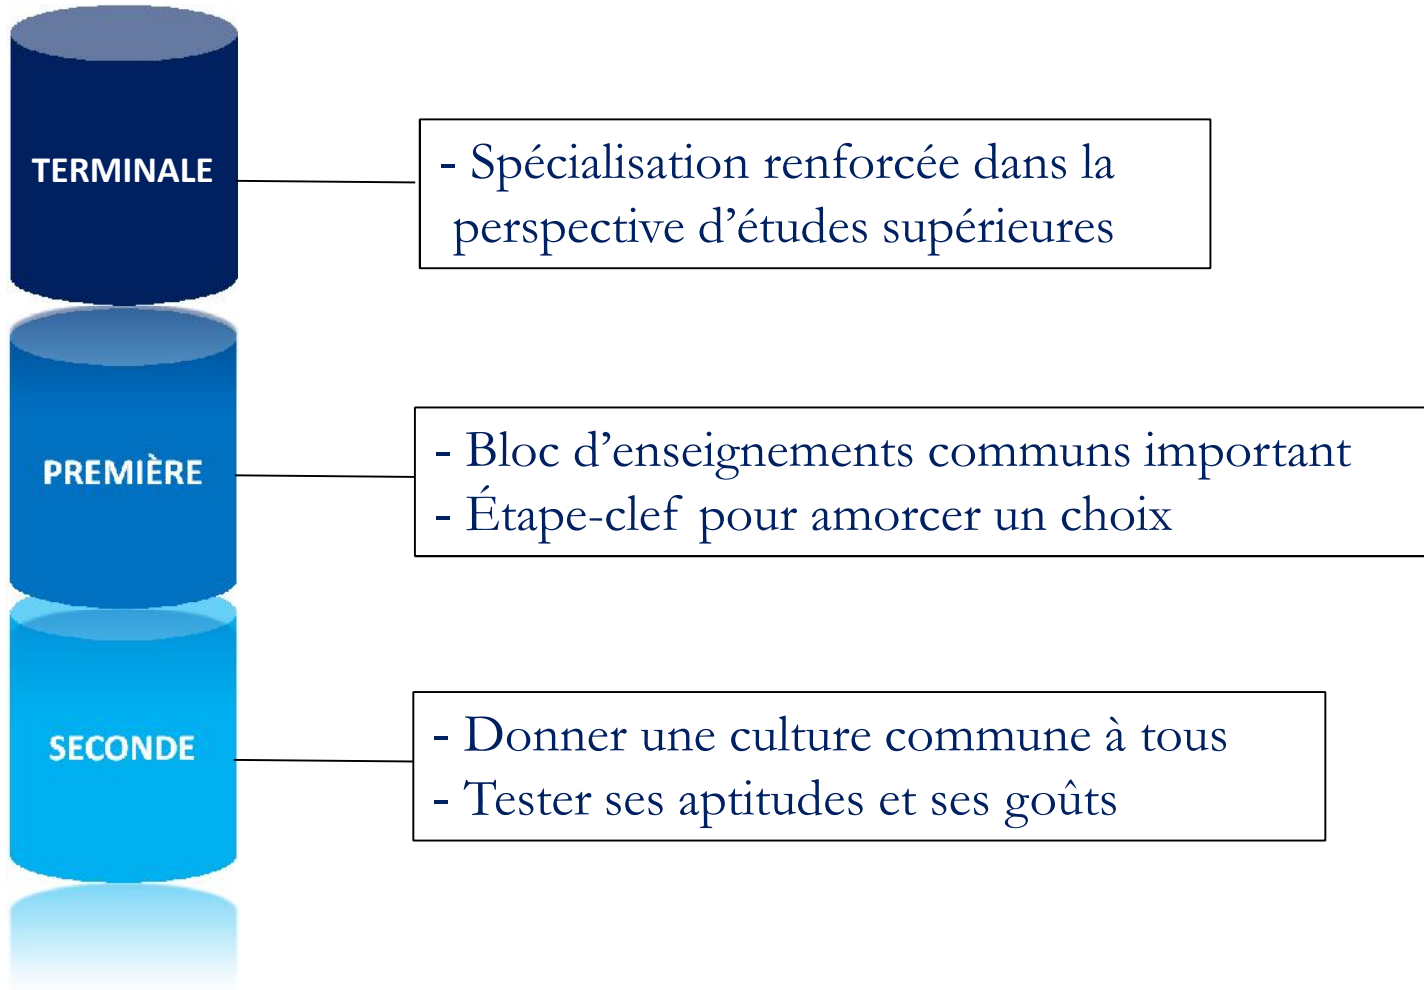 TERMINALE
- Spécialisation renforcée dans la
perspective d’études supérieures
PREMIÈRE
- Bloc d’enseignements communs important
- Étape-clef pour amorcer un choix
SECONDE
- Donner une culture commune à tous
- Tester ses aptitudes et ses goûts